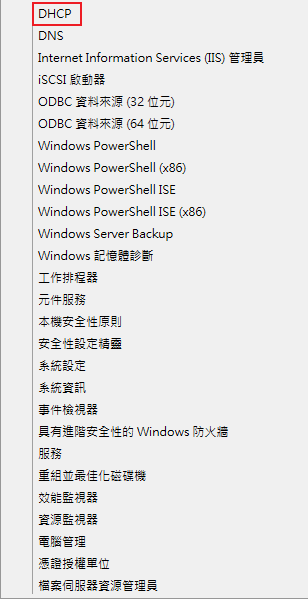 DHCP
DNS
Internet Information Services (IIS) 管理員
iSCSI 啟動器
ODBC 資料來源 (32 位元)
ODBC 資料來源 (64 位元)
Windows PowerShell
Windows PowerShell (x86)
Windows PowerShell ISE
Windows PowerShell ISE (x86)
Windows Server Backup
Windows 記憶體診斷
工作排程器
元件服務
本機安全性原則
安全性設定精靈
系統設定
系統資訊
事件檢視器
具有進階安全性的 Windows 防火牆
服務
重組並最佳化磁碟機
效能監視器
資源監視器
電腦管理
憑證授權單位
檔案伺服器資源管理員